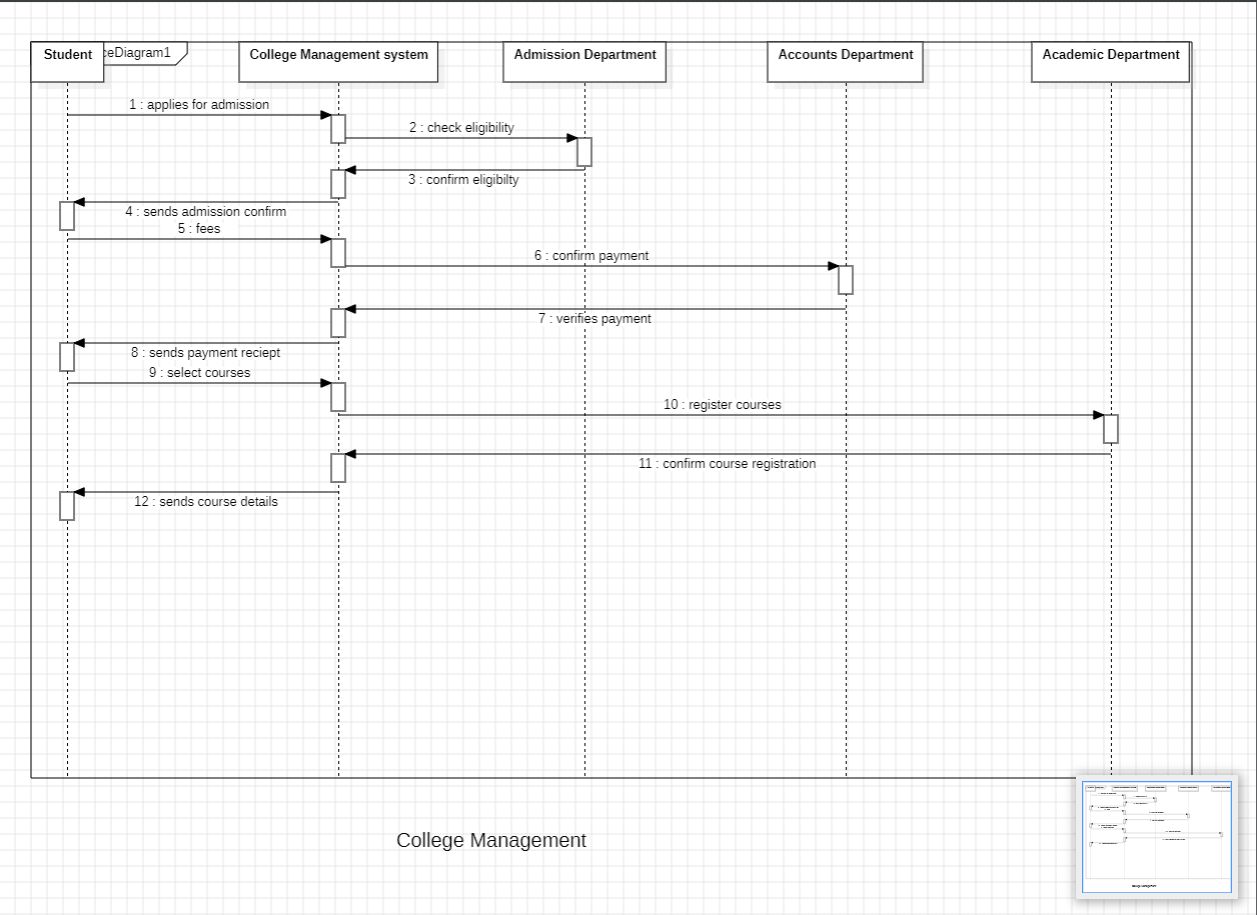 Student
ceDiagram1
College Management system
Admission Department
Accounts Department
Academic Department
1 : applies for admission
2 : check eligibility
3 : confirm eligibilty
4 : sends admission confirm
5 : fees
6 : confirm payment
7 : verifies payment
8 : sends payment reciept
9 : select courses
10 : register courses
11 : confirm course registration
12 : sends course details
College Management